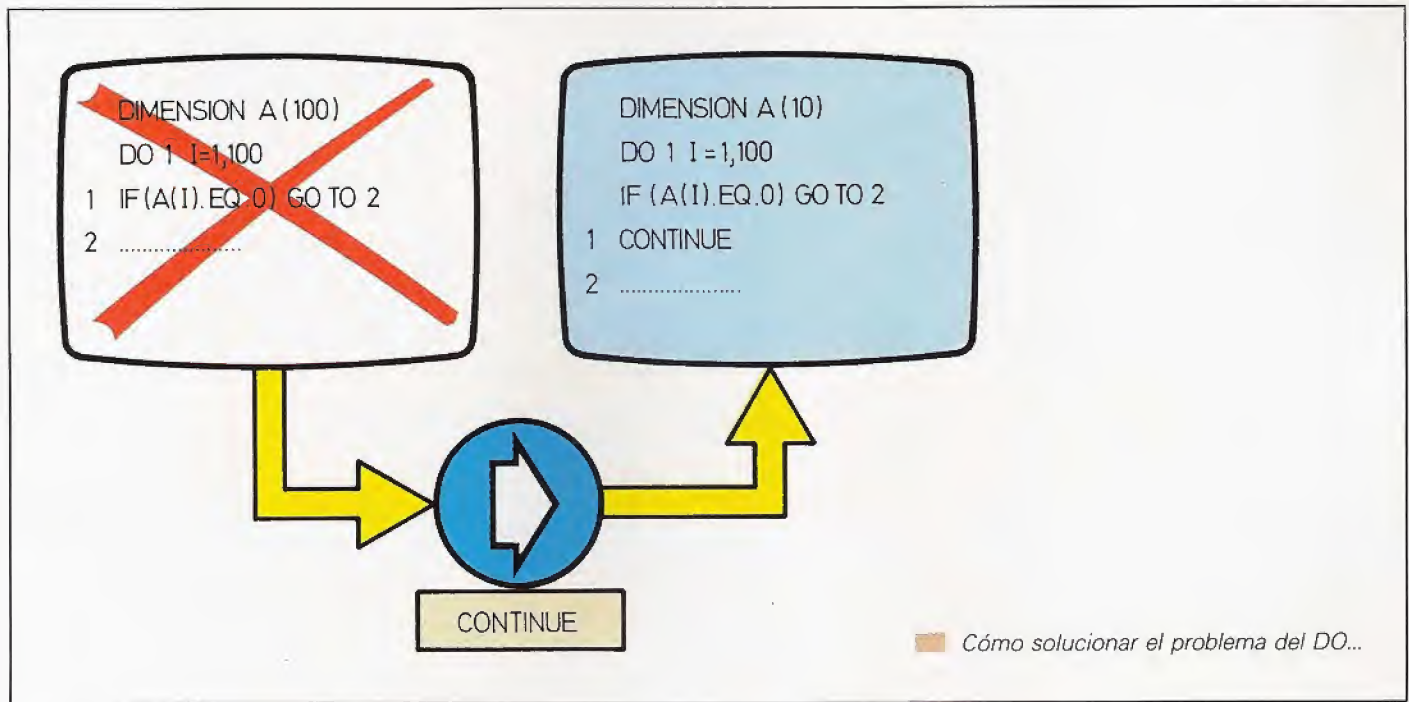 DIMENSION A (100)
DO 1 I=1,100
1 IF (A(I).EQ.0) GO TO 2
2 .....................
DIMENSION A (10)
DO 1 I=1,100
IF (A(I).EQ.0) GO TO 2
1 CONTINUE
2 .....................
CONTINUE
Cómo solucionar el problema del DO...